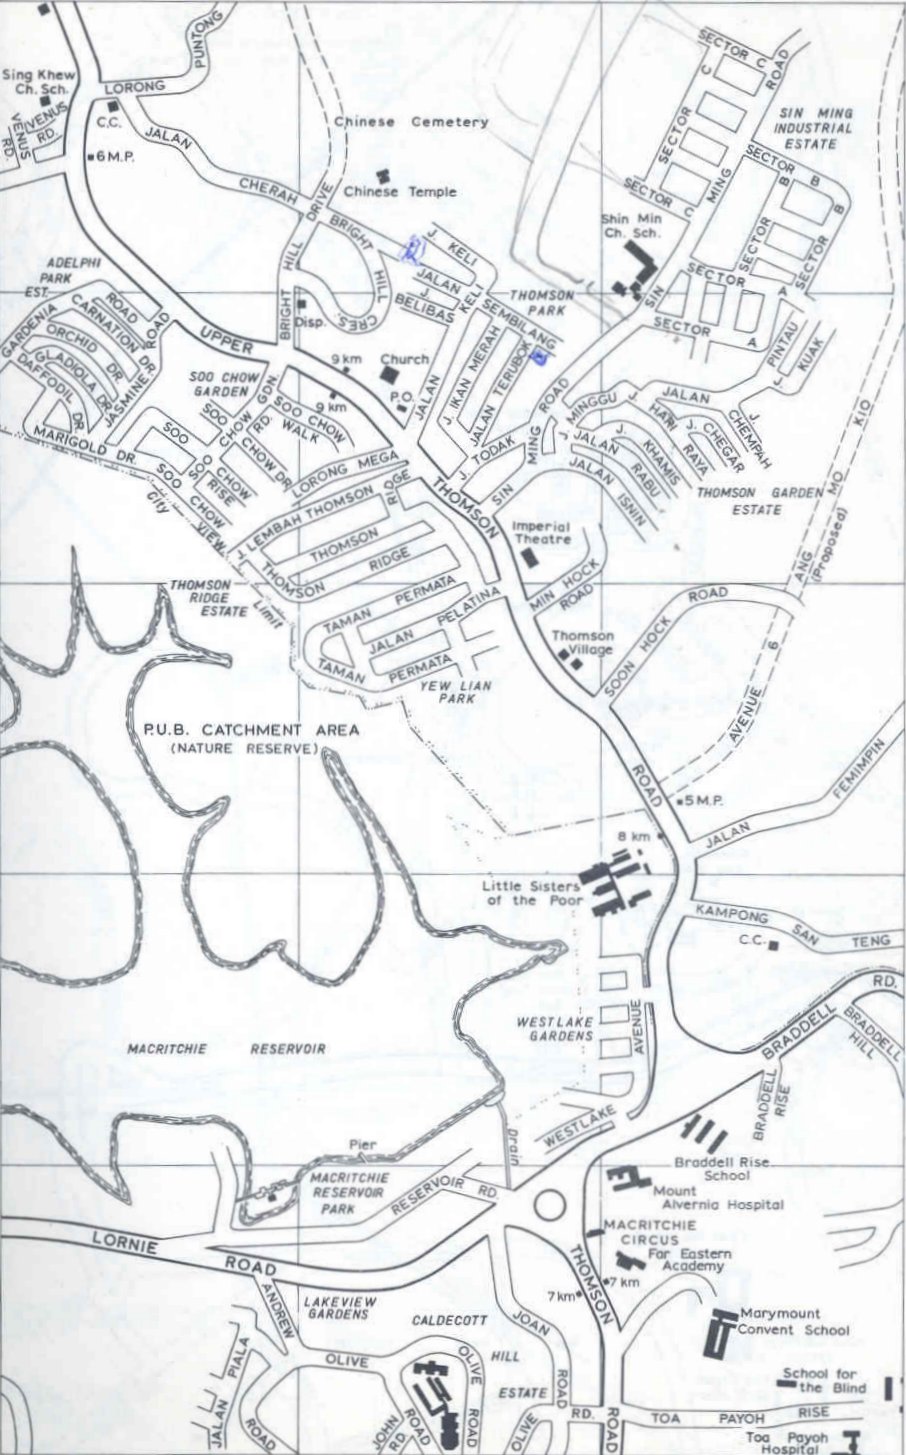 PUNTONG
LORONG
Sing Khew
Ch. Sch.
VENUS
RD.
VENUS
RD.
C.C.
JALAN
6 M.P.
CHERAH
Chinese Cemetery
Chinese Temple
DRIVE
HILL
BRIGHT
BRIGHT
HILL
CRES.
Disp.
J. KELI
JALAN
KELI
J.
BELIBAS
SEMBILANG
THOMSON
PARK
SECTOR C
ROAD
SECTOR C
SECTOR C
MING
SIN MING
INDUSTRIAL
ESTATE
SECTOR B
B
SECTOR
SECTOR B
Shin Min
Ch. Sch.
SECTOR
A
SIN
SECTOR
A
PINTAU
J.
KUAK
J.
ADELPHI
PARK
EST.
GARDENIA
ROAD
CARNATION DR.
ORCHID DR.
GLADIOLA DR.
DAFFODIL DR.
JASMINE
ROAD
MARIGOLD DR.
UPPER
9 km
9 km
Church
P.O.
SOO CHOW
GARDEN
SOO
CHOW GDN.
RD.
SOO CHOW
WALK
SOO
CHOW DR
SOO CHOW
RISE
SOO CHOW
VIEW
City
Limit
JALAN
J. IKAN MERAH
JALAN TERUBOK
J. TODAK
SIN
MING
ROAD
J. MINGGU
J.
JALAN
J. CHEMPAH
HARI
RAYA
J. CHEGAR
J. KHAMIS
J. JALAN RABU
JALAN ISNIN
THOMSON GARDEN
ESTATE
ANG MO KIO
(Proposed)
AVENUE 6
LORONG MEGA
J. LEMBAH THOMSON
RIDGE
THOMSON
THOMSON RIDGE
THOMSON
Imperial
Theatre
MIN HOCK
ROAD
THOMSON
RIDGE
ESTATE
TAMAN PERMATA
JALAN PELATINA
TAMAN PERMATA
YEW LIAN
PARK
Thomson
Village
SOON HOCK
ROAD
P.U.B. CATCHMENT AREA
(NATURE RESERVE)
ROAD
5 M.P.
8 km
JALAN
FEMIMPIN
Little Sisters
of the Poor
KAMPONG
SAN
TENG
C.C.
WESTLAKE
GARDENS
AVENUE
WESTLAKE
BRADDELL
RD.
BRADDELL
HILL
BRADDELL
RISE
MACRITCHIE RESERVOIR
Pier
Drain
MACRITCHIE
RESERVOIR
PARK
RESERVOIR RD.
Braddell Rise
School
Mount
Alvernia Hospital
MACRITCHIE
CIRCUS
Far Eastern
Academy
LORNIE
ROAD
ANDREW
LAKEVIEW
GARDENS
CALDECOTT
HILL
ESTATE
THOMSON
7 km
7 km
JOAN
ROAD
Marymount
Convent School
School for
the Blind
OLIVE
OLIVE
ROAD
JALAN PIALA
ROAD
JOHN
RD.
ROAD
OLIVE
RD.
ROAD
TOA PAYOH RISE
Toa Payoh
Hospital